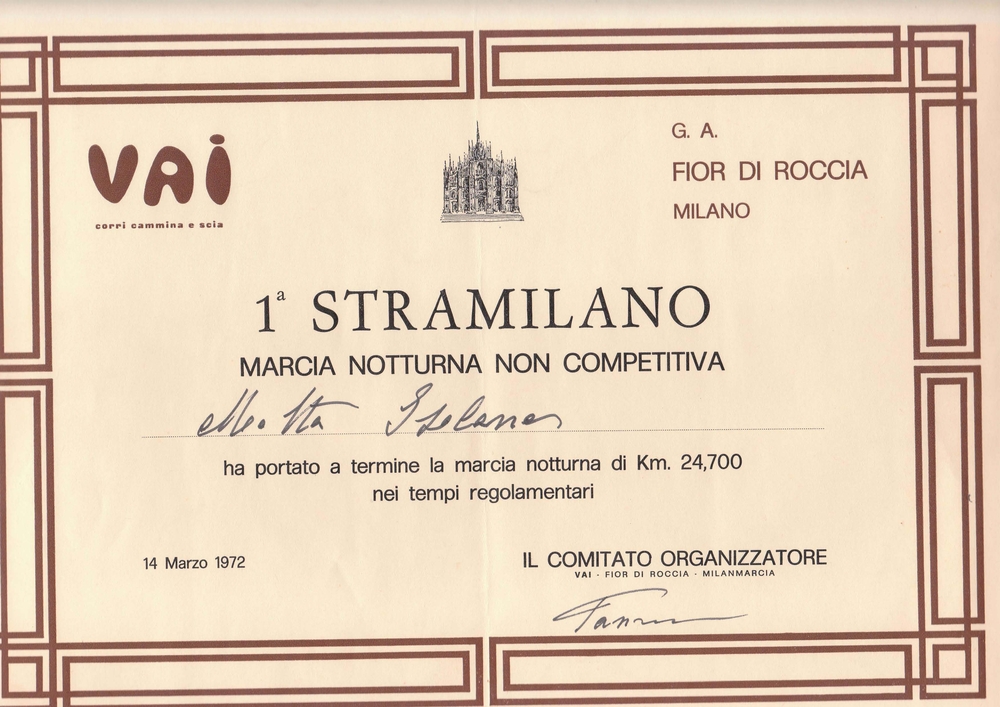 VAi
corri cammina e scia
G. A.
FIOR DI ROCCIA
MILANO
1ª STRAMILANO
MARCIA NOTTURNA NON COMPETITIVA
Motta
ha portato a termine la marcia notturna di Km. 24,700
nei tempi regolamentari
14 Marzo 1972
IL COMITATO ORGANIZZATORE
VAI - FIOR DI ROCCIA - MILANMARCIA